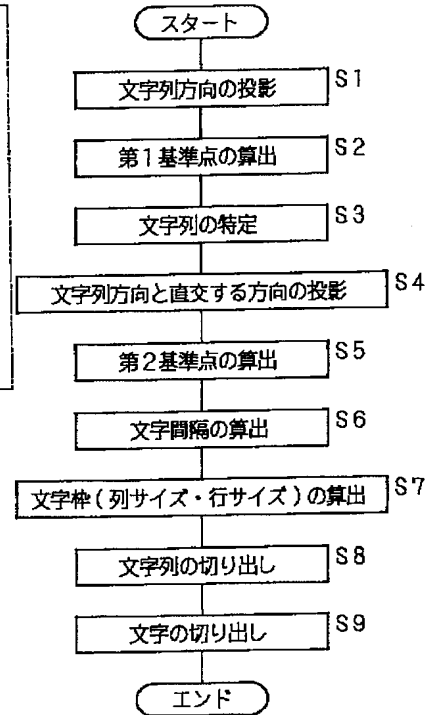 スタート
文字列方向の投影 S1
第1基準点の算出 S2
文字列の特定 S3
文字列方向と直交する方向の投影 S4
第2基準点の算出 S5
文字間隔の算出 S6
文字枠(列サイズ・行サイズ)の算出 S7
文字列の切り出し S8
文字の切り出し S9
エンド